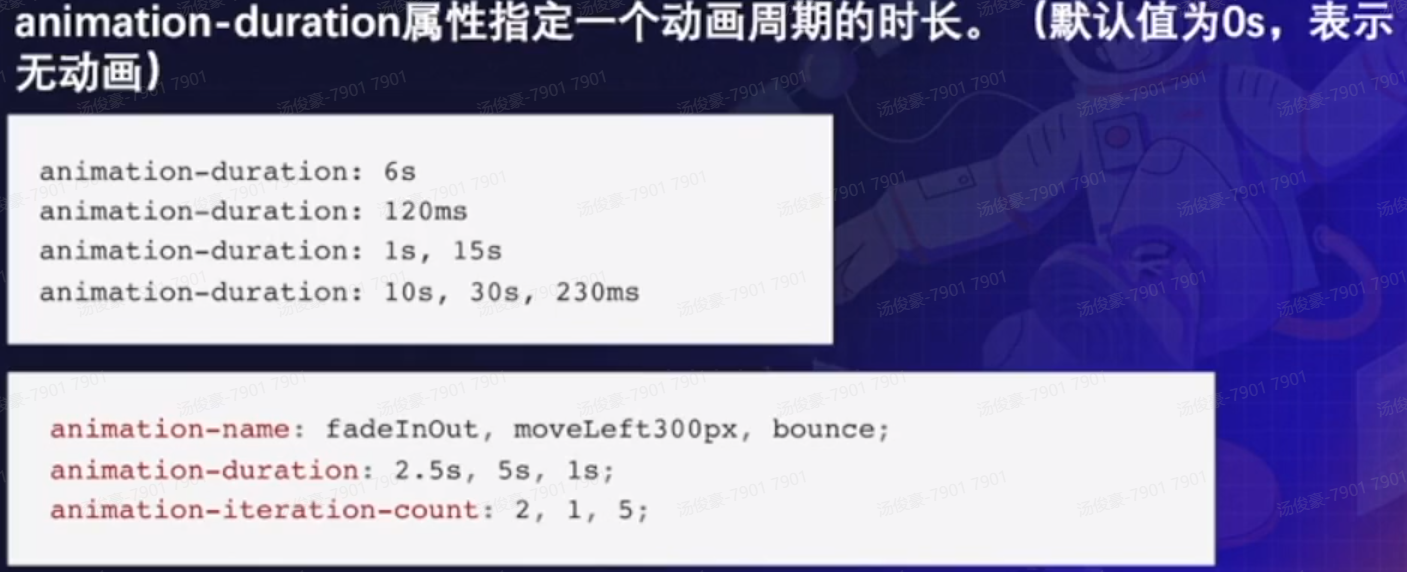 animation-duration属性指定一个动画周期的时长。（默认值为0s，表示
无动画）
animation-duration: 6s
animation-duration: 120ms
animation-duration: 1s, 15s
animation-duration: 10s, 30s, 230ms
animation-name: fadeInOut, moveLeft300px, bounce;
animation-duration: 2.5s, 5s, 1s;
animation-iteration-count: 2, 1, 5;
汤俊豪-7901 7901